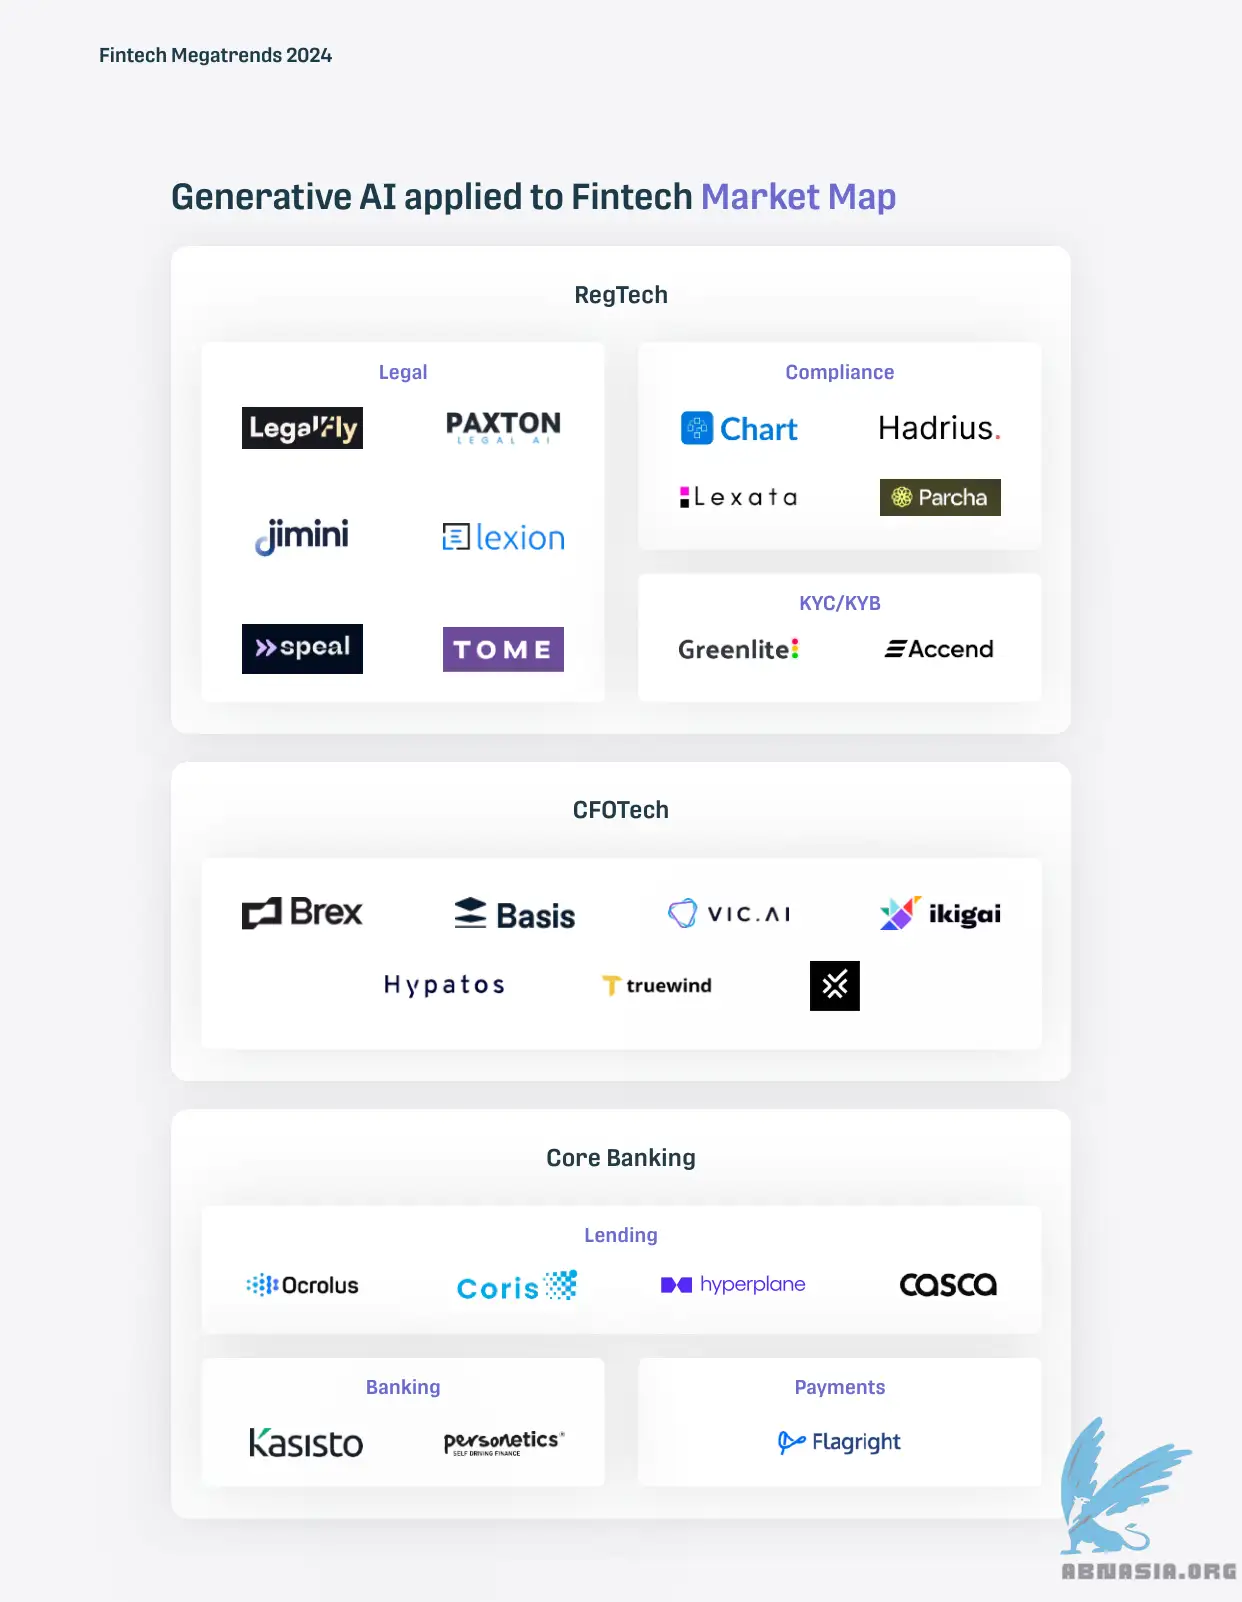 Fintech Megatrends 2024
Generative AI applied to Fintech Market Map
RegTech
Legal
Legalfly
PAXTON
LEGAL AI
jimini
lexion
speal
TOME
Compliance
Chart
Hadrius.
Lexata
Parcha
KYC/KYB
Greenlite
Accend
CFOTech
Brex
Basis
VIC.AI
ikigai
Hypatos
truewind
Core Banking
Lending
Ocrolus
Coris
hyperplane
casca
Banking
Kasisto
personetics®
SELF DRIVING FINANCE
Payments
Flagright
ABNASIA.ORG